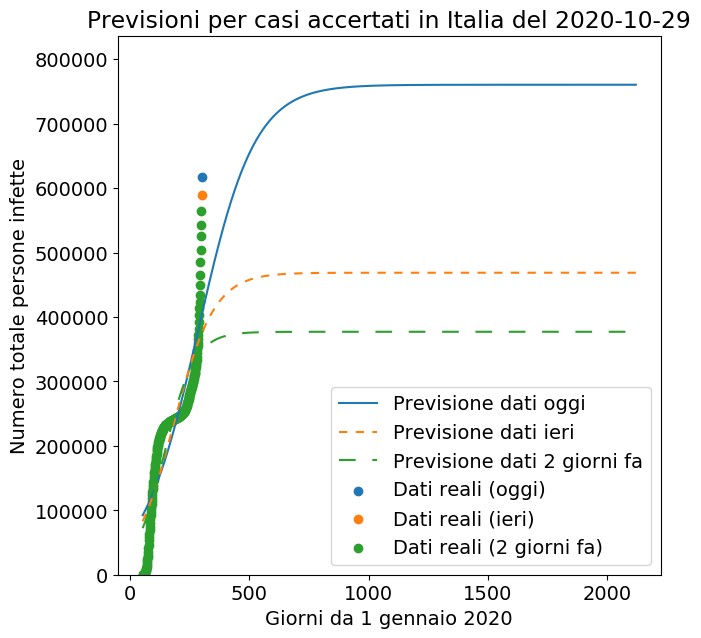 Previsioni per casi accertati in Italia del 2020-10-29
800000
700000
600000
500000
400000
300000
200000
100000
0
Numero totale persone infette
Previsione dati oggi
Previsione dati ieri
Previsione dati 2 giorni fa
Dati reali (oggi)
Dati reali (ieri)
Dati reali (2 giorni fa)
0 500 1000 1500 2000
Giorni da 1 gennaio 2020